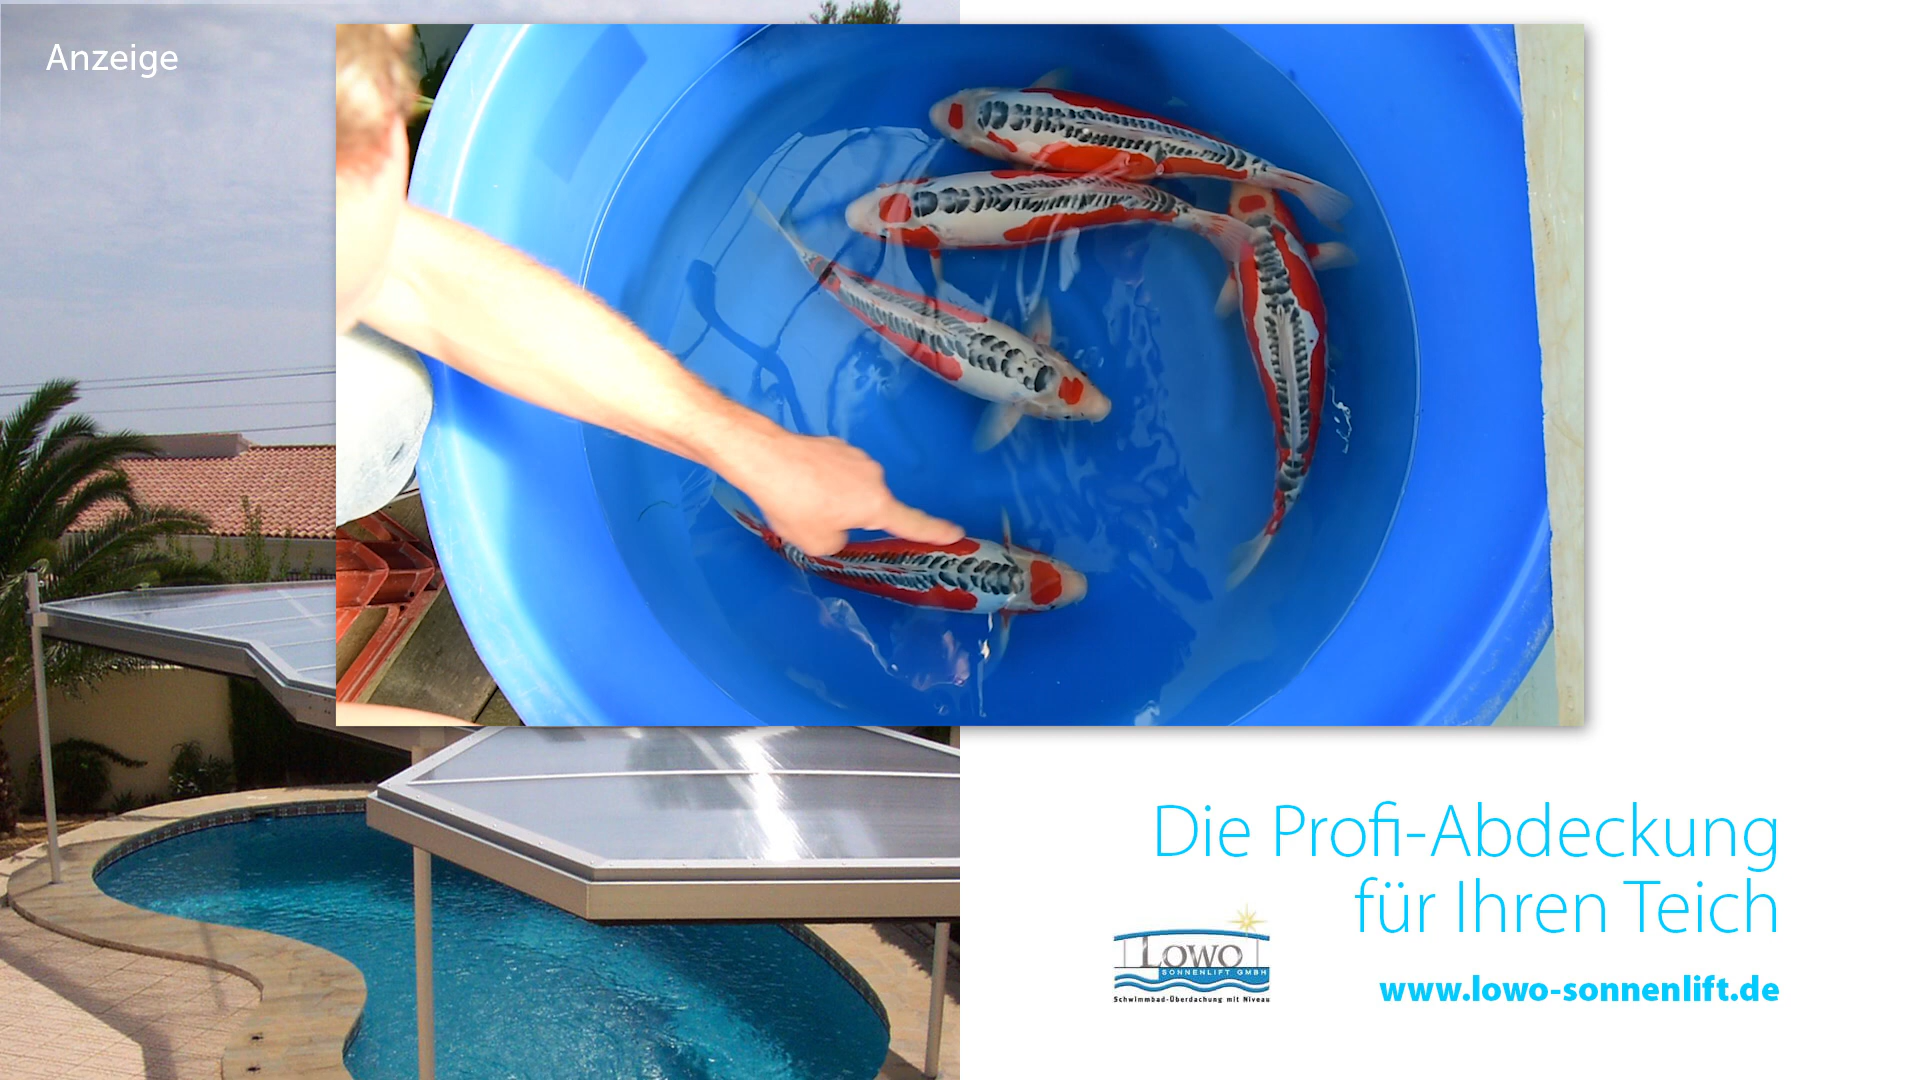 Anzeige
Die Profi-Abdeckung
für Ihren Teich
LOWO
SONNENLIFT GMBH
Schwimmbad-Überdachung mit Niveau
www.lowo-sonnenlift.de